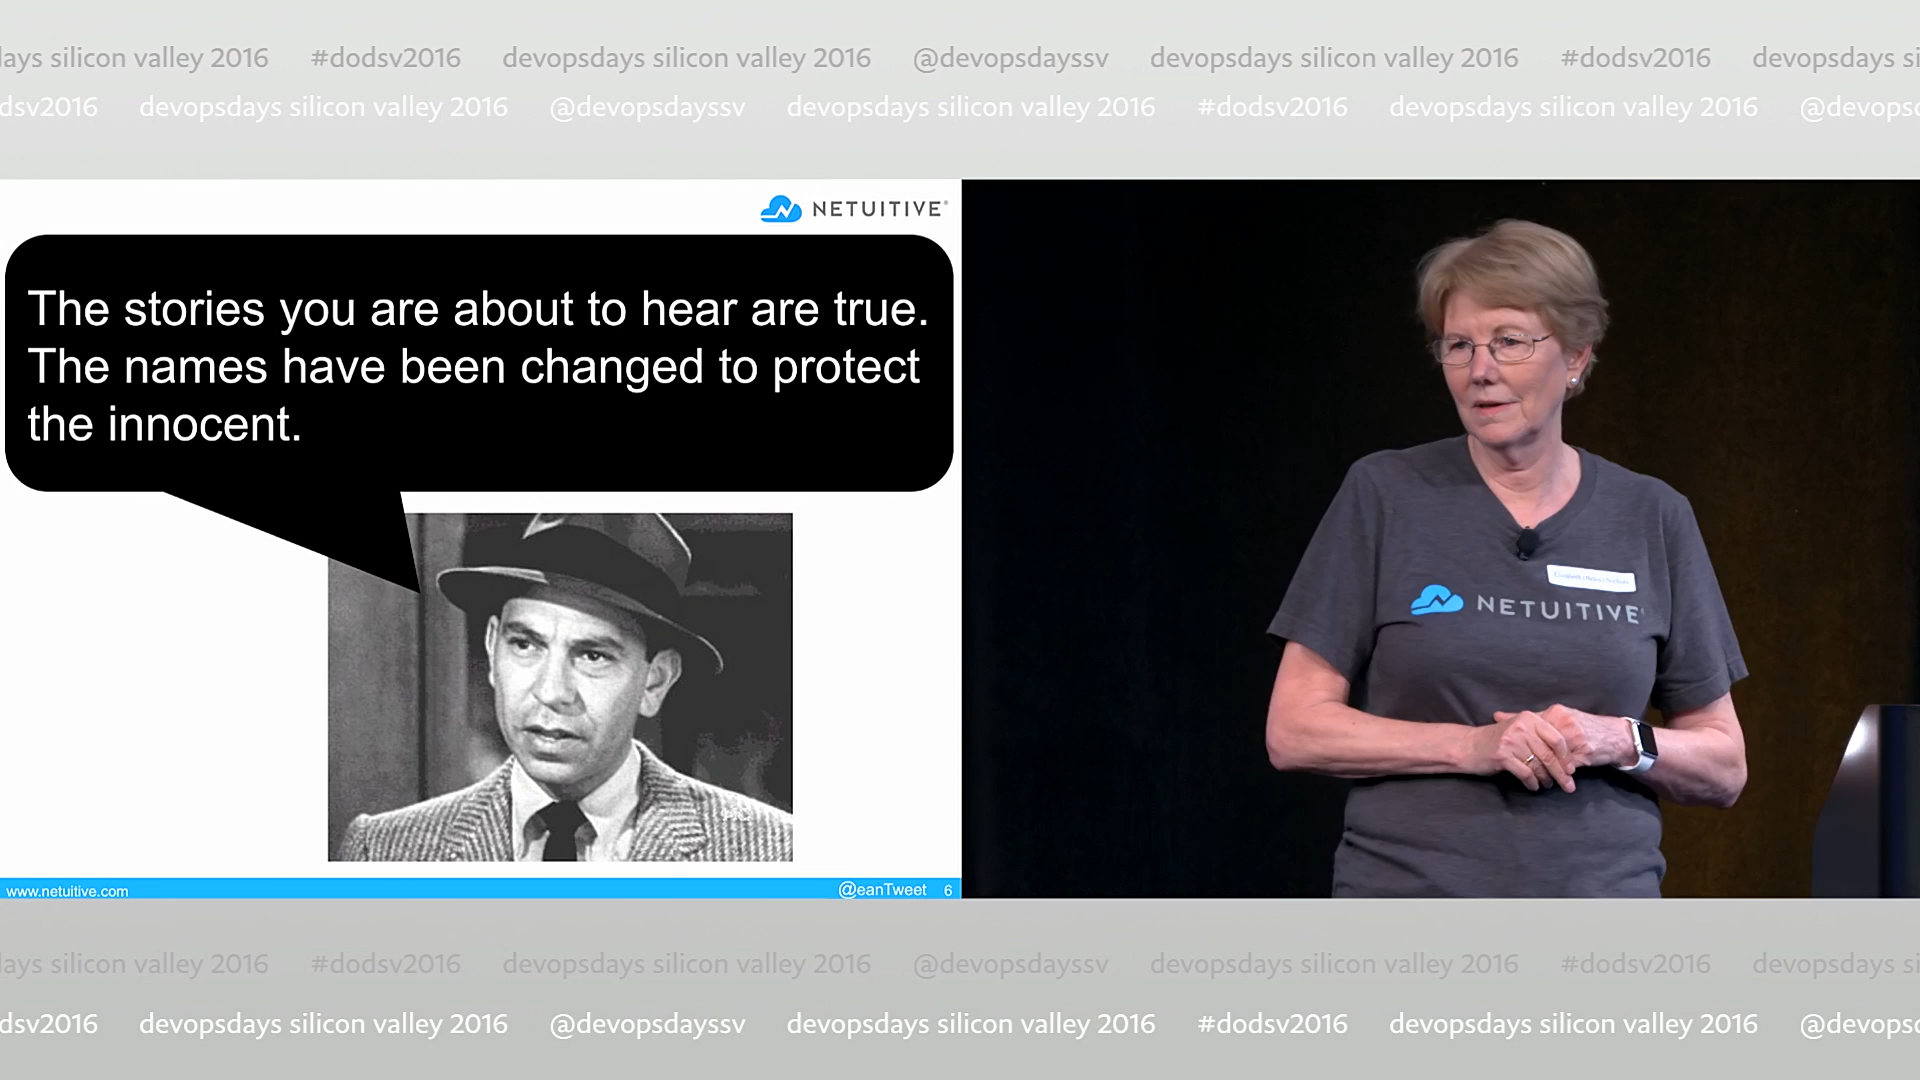 ays silicon valley 2016 #dodsv2016 devopsdays silicon valley 2016 @devopsdayssv devopsdays silicon valley 2016 #dodsv2016 devopsdays si
dsv2016 devopsdays silicon valley 2016 @devopsdayssv devopsdays silicon valley 2016 #dodsv2016 devopsdays silicon valley 2016 @devops
NETUITIVE
The stories you are about to hear are true.
The names have been changed to protect
the innocent.
www.netuitive.com @eanTweet 6
NETUITIVE
ays silicon valley 2016 #dodsv2016 devopsdays silicon valley 2016 @devopsdayssv devopsdays silicon valley 2016 #dodsv2016 devopsdays si
dsv2016 devopsdays silicon valley 2016 @devopsdayssv devopsdays silicon valley 2016 #dodsv2016 devopsdays silicon valley 2016 @devops